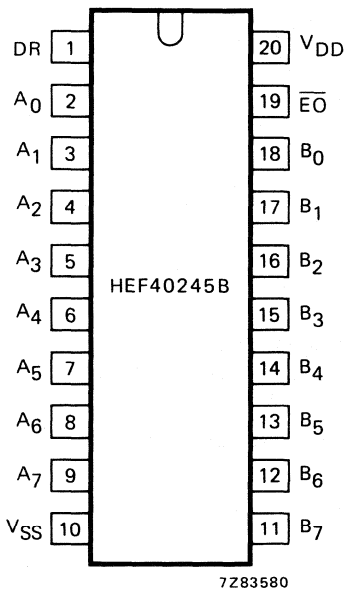 DR 1 20 VDD
A0 2 19 E̅O̅
A1 3 18 B0
A2 4 17 B1
A3 5 16 B2
HEF40245B
A4 6 15 B3
A5 7 14 B4
A6 8 13 B5
A7 9 12 B6
VSS 10 11 B7
7Z83580